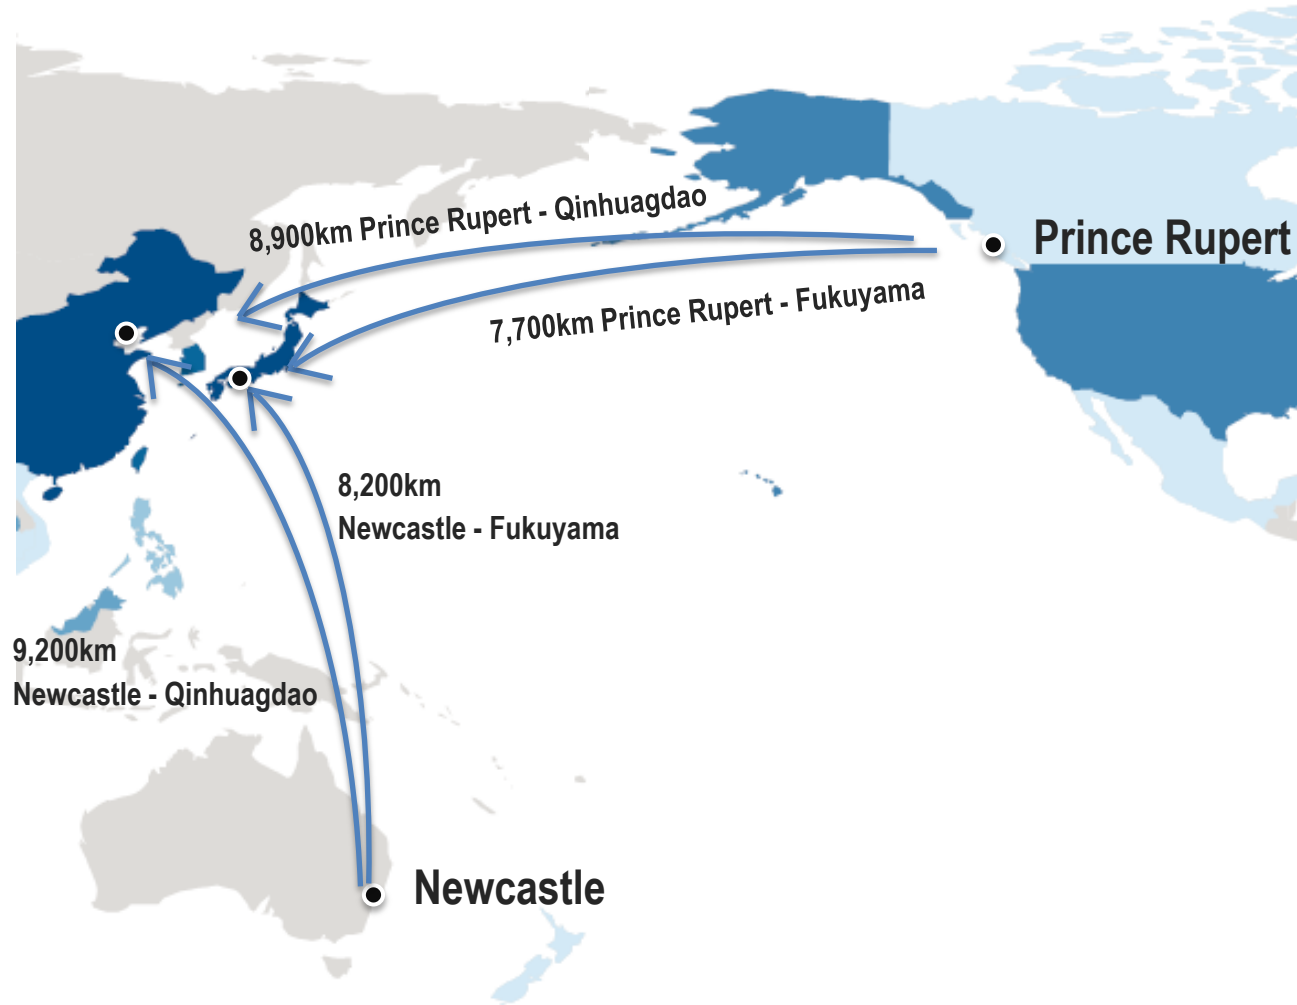 8,900km Prince Rupert - Qinhuagdao
Prince Rupert
7,700km Prince Rupert - Fukuyama
8,200km
Newcastle - Fukuyama
9,200km
Newcastle - Qinhuagdao
Newcastle